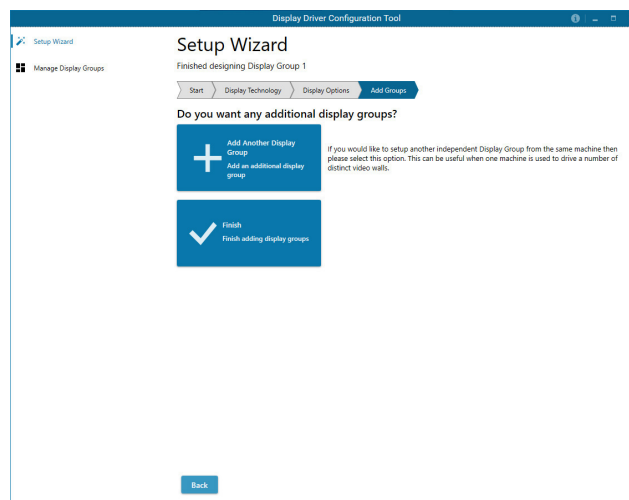 Display Driver Configuration Tool
Setup Wizard
Manage Display Groups
Setup Wizard
Finished designing Display Group 1
Start
Display Technology
Display Options
Add Groups
Do you want any additional display groups?
Add Another Display
Group
Add an additional display
group
If you would like to setup another independent Display Group from the same machine then
please select this option. This can be useful when one machine is used to drive a number of
distinct video walls.
Finish
Finish adding display groups
Back